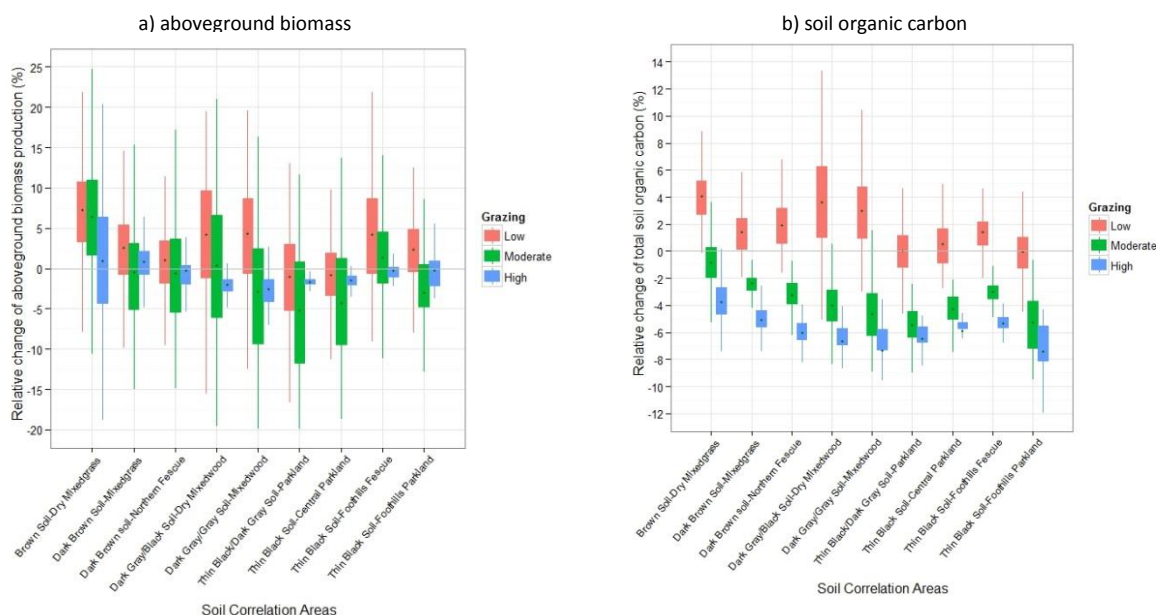 a) aboveground biomass
Relative change of aboveground biomass production (%)
25
20
15
10
5
0
-5
-10
-15
-20
Brown Soil-Dry Mixedgrass
Dark Brown Soil-Mixedgrass
Dark Brown soil-Northern Fescue
Dark Gray/Black Soil-Dry Mixedwood
Dark Gray/Gray Soil-Mixedwood
Thin Black/Dark Gray Soil-Parkland
Thin Black Soil-Central Parkland
Thin Black Soil-Foothills Fescue
Thin Black Soil-Foothills Parkland
Soil Correlation Areas
Grazing
Low
Moderate
High
b) soil organic carbon
Relative change of total soil organic carbon (%)
14
12
10
8
6
4
2
0
-2
-4
-6
-8
-10
-12
Brown Soil-Dry Mixedgrass
Dark Brown Soil-Mixedgrass
Dark Brown soil-Northern Fescue
Dark Gray/Black Soil-Dry Mixedwood
Dark Gray/Gray Soil-Mixedwood
Thin Black/Dark Gray Soil-Parkland
Thin Black Soil-Central Parkland
Thin Black Soil-Foothills Fescue
Thin Black Soil-Foothills Parkland
Soil Correlation Areas
Grazing
Low
Moderate
High